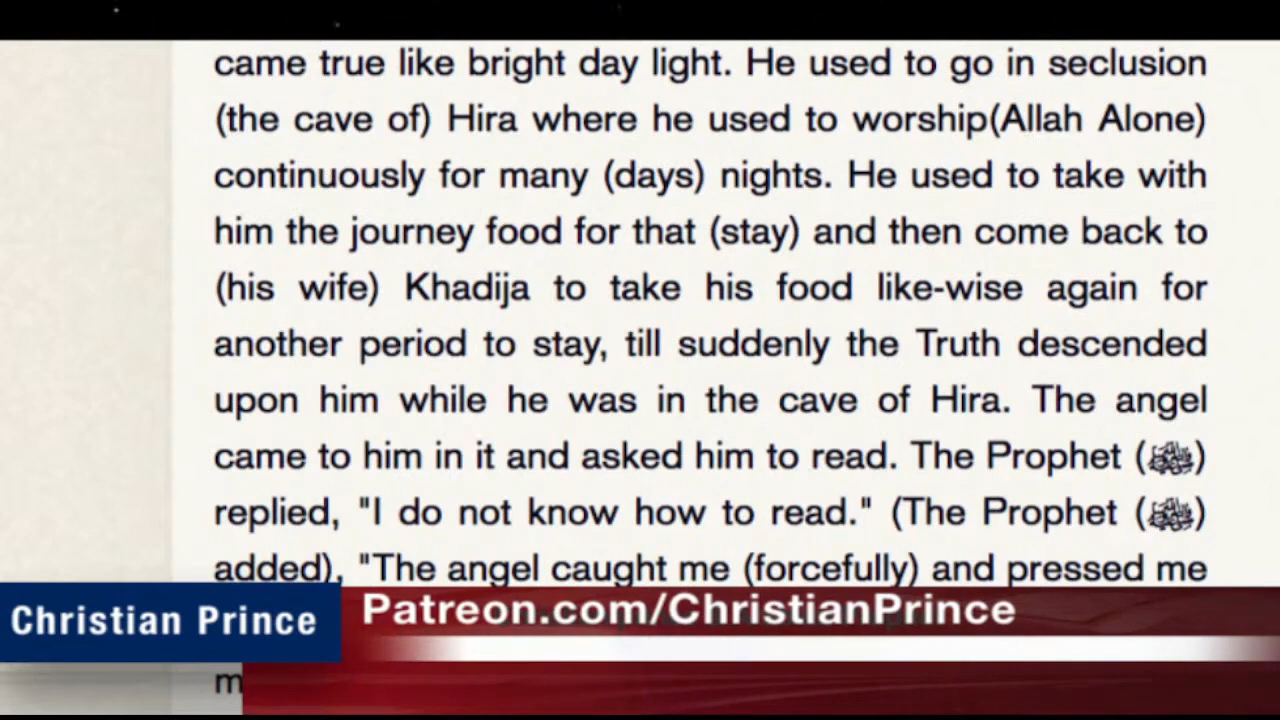 came true like bright day light. He used to go in seclusion
(the cave of) Hira where he used to worship(Allah Alone)
continuously for many (days) nights. He used to take with
him the journey food for that (stay) and then come back to
(his wife) Khadija to take his food like-wise again for
another period to stay, till suddenly the Truth descended
upon him while he was in the cave of Hira. The angel
came to him in it and asked him to read. The Prophet (ﷺ)
replied, "I do not know how to read." (The Prophet (ﷺ)
added), "The angel caught me (forcefully) and pressed me
Christian Prince
Patreon.com/ChristianPrince
m